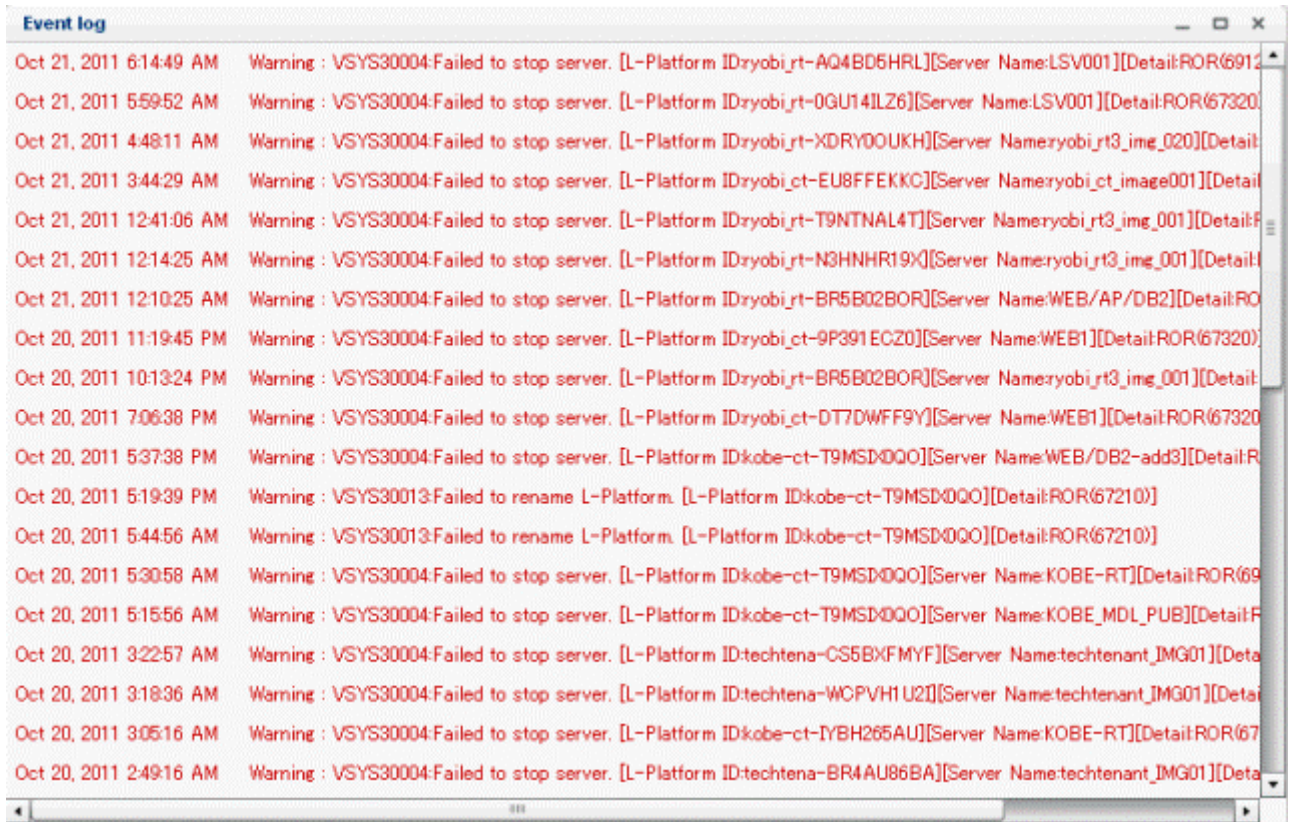 Event log
Oct 21, 2011 6:14:49 AM Warning : VSYS30004:Failed to stop server. [L-Platform ID:ryobi_rt-AQ4BD5HRL][Server Name:LSV001][Detail:ROR(6912
Oct 21, 2011 5:59:52 AM Warning : VSYS30004:Failed to stop server. [L-Platform ID:ryobi_rt-0GU14ILZ6][Server Name:LSV001][Detail:ROR(67320)
Oct 21, 2011 4:48:11 AM Warning : VSYS30004:Failed to stop server. [L-Platform ID:ryobi_rt-XDRY0OUKH][Server Name:ryobi_rt3_img_020][Detail:
Oct 21, 2011 3:44:29 AM Warning : VSYS30004:Failed to stop server. [L-Platform ID:ryobi_ct-EU8FFEKKC][Server Name:ryobi_ct_image001][Detail
Oct 21, 2011 12:41:06 AM Warning : VSYS30004:Failed to stop server. [L-Platform ID:ryobi_rt-T9NTNAL4T][Server Name:ryobi_rt3_img_001][Detail:R
Oct 21, 2011 12:14:25 AM Warning : VSYS30004:Failed to stop server. [L-Platform ID:ryobi_rt-N3HNHR19X][Server Name:ryobi_rt3_img_001][Detail:
Oct 21, 2011 12:10:25 AM Warning : VSYS30004:Failed to stop server. [L-Platform ID:ryobi_rt-BR5B02BOR][Server Name:WEB/AP/DB2][Detail:RO
Oct 20, 2011 11:19:45 PM Warning : VSYS30004:Failed to stop server. [L-Platform ID:ryobi_ct-9P391ECZ0][Server Name:WEB1][Detail:ROR(67320)]
Oct 20, 2011 10:13:24 PM Warning : VSYS30004:Failed to stop server. [L-Platform ID:ryobi_rt-BR5B02BOR][Server Name:ryobi_rt3_img_001][Detail:
Oct 20, 2011 7:06:38 PM Warning : VSYS30004:Failed to stop server. [L-Platform ID:ryobi_ct-DT7DWFF9Y][Server Name:WEB1][Detail:ROR(67320
Oct 20, 2011 5:37:38 PM Warning : VSYS30004:Failed to stop server. [L-Platform ID:kobe-ct-T9MSDX0QO][Server Name:WEB/DB2-add3][Detail:R
Oct 20, 2011 5:19:39 PM Warning : VSYS30013:Failed to rename L-Platform. [L-Platform ID:kobe-ct-T9MSDX0QO][Detail:ROR(67210)]
Oct 20, 2011 5:44:56 AM Warning : VSYS30013:Failed to rename L-Platform. [L-Platform ID:kobe-ct-T9MSDX0QO][Detail:ROR(67210)]
Oct 20, 2011 5:30:58 AM Warning : VSYS30004:Failed to stop server. [L-Platform ID:kobe-ct-T9MSDX0QO][Server Name:KOBE-RT][Detail:ROR(69
Oct 20, 2011 5:15:56 AM Warning : VSYS30004:Failed to stop server. [L-Platform ID:kobe-ct-T9MSDX0QO][Server Name:KOBE_MDL_PUB][Detail:R
Oct 20, 2011 3:22:57 AM Warning : VSYS30004:Failed to stop server. [L-Platform ID:techtena-CS5BXFMYF][Server Name:techtenant_IMG01][Deta
Oct 20, 2011 3:18:36 AM Warning : VSYS30004:Failed to stop server. [L-Platform ID:techtena-WCPVH1U2I][Server Name:techtenant_IMG01][Detai
Oct 20, 2011 3:05:16 AM Warning : VSYS30004:Failed to stop server. [L-Platform ID:kobe-ct-IYBH265AU][Server Name:KOBE-RT][Detail:ROR(67
Oct 20, 2011 2:49:16 AM Warning : VSYS30004:Failed to stop server. [L-Platform ID:techtena-BR4AU86BA][Server Name:techtenant_IMG01][Deta